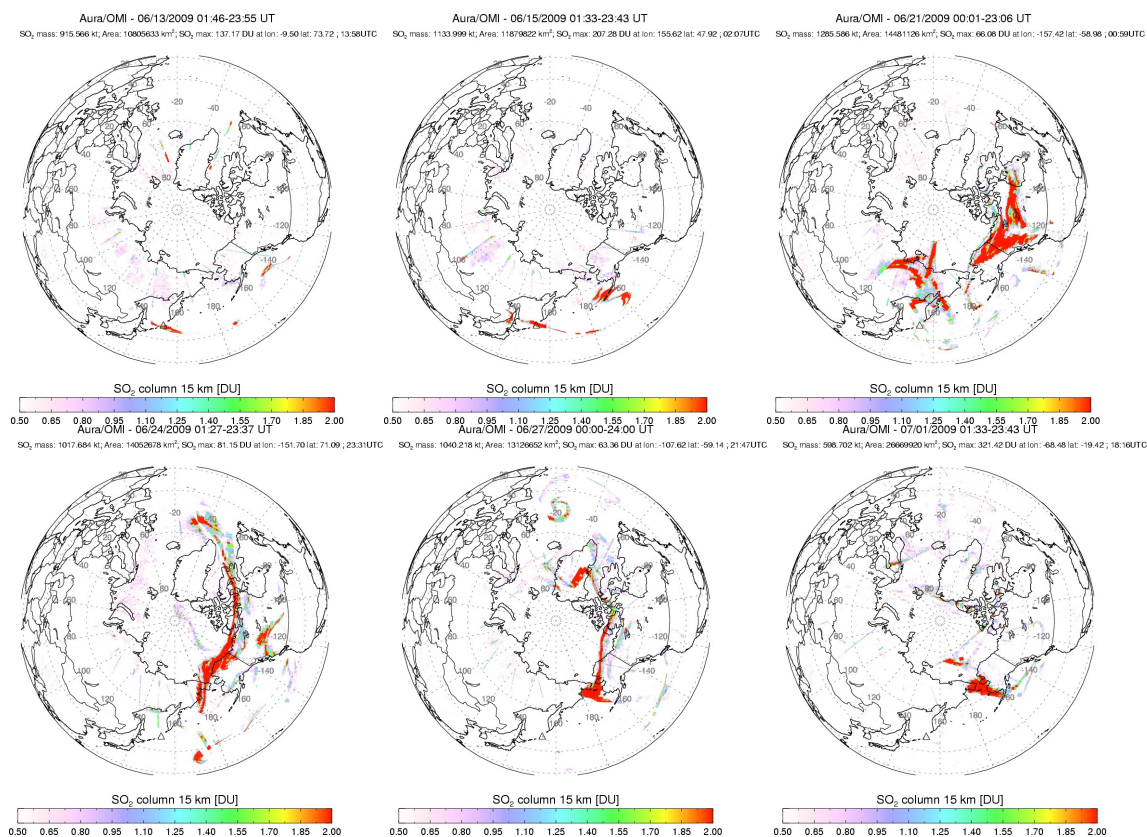 Aura/OMI - 06/13/2009 01:46-23:55 UT
SO₂ mass: 915.566 kt; Area: 10805633 km²; SO₂ max: 137.17 DU at lon: -9.50 lat: 73.72 ; 13:58UTC
Aura/OMI - 06/15/2009 01:33-23:43 UT
SO₂ mass: 1133.999 kt; Area: 11879822 km²; SO₂ max: 207.28 DU at lon: 155.62 lat: 47.92 ; 02:07UTC
Aura/OMI - 06/21/2009 00:01-23:06 UT
SO₂ mass: 1285.586 kt; Area: 14481126 km²; SO₂ max: 66.08 DU at lon: -157.42 lat: -58.98 ; 00:59UTC
SO₂ column 15 km [DU]
0.50 0.65 0.80 0.95 1.10 1.25 1.40 1.55 1.70 1.85 2.00
SO₂ column 15 km [DU]
0.50 0.65 0.80 0.95 1.10 1.25 1.40 1.55 1.70 1.85 2.00
SO₂ column 15 km [DU]
0.50 0.65 0.80 0.95 1.10 1.25 1.40 1.55 1.70 1.85 2.00
Aura/OMI - 06/24/2009 01:27-23:37 UT
SO₂ mass: 1017.684 kt; Area: 14052678 km²; SO₂ max: 81.15 DU at lon: -151.70 lat: 71.09 ; 23:31UTC
Aura/OMI - 06/27/2009 00:00-24:00 UT
SO₂ mass: 1040.218 kt; Area: 13126652 km²; SO₂ max: 63.36 DU at lon: -107.62 lat: -59.14 ; 21:47UTC
Aura/OMI - 07/01/2009 01:33-23:43 UT
SO₂ mass: 598.702 kt; Area: 26669920 km²; SO₂ max: 321.42 DU at lon: -68.48 lat: -19.42 ; 18:16UTC
SO₂ column 15 km [DU]
0.50 0.65 0.80 0.95 1.10 1.25 1.40 1.55 1.70 1.85 2.00
SO₂ column 15 km [DU]
0.50 0.65 0.80 0.95 1.10 1.25 1.40 1.55 1.70 1.85 2.00
SO₂ column 15 km [DU]
0.50 0.65 0.80 0.95 1.10 1.25 1.40 1.55 1.70 1.85 2.00